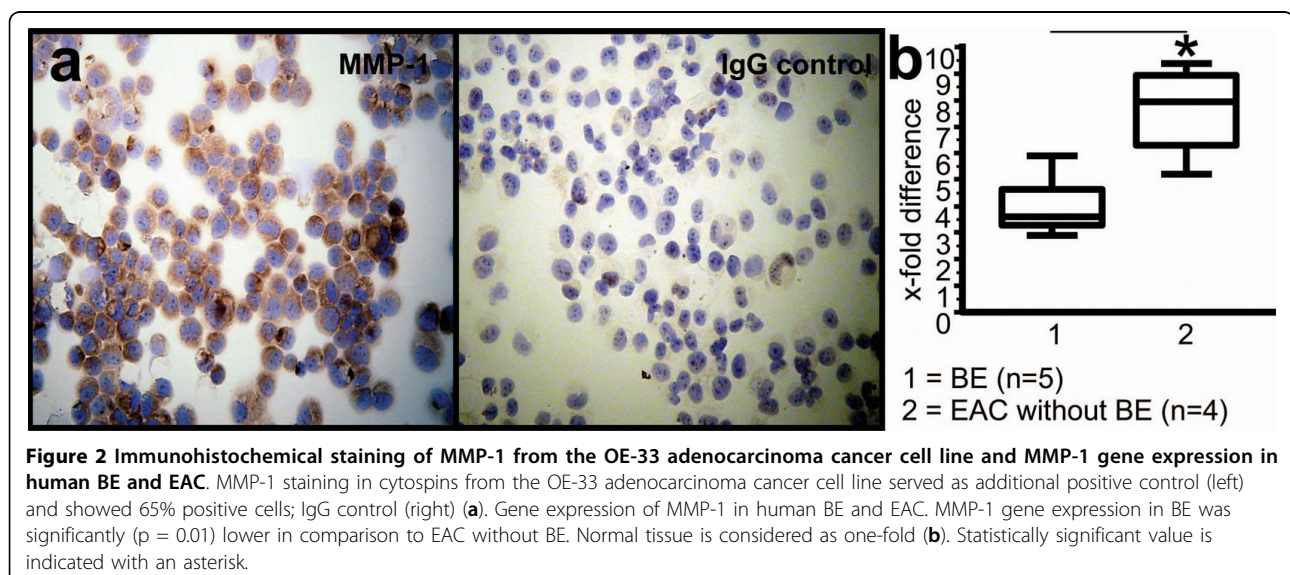 a
MMP-1
IgG control
b
*
10
9
8
7
6
5
4
3
2
1
0
x-fold difference
1 2
1 = BE (n=5)
2 = EAC without BE (n=4)
Figure 2 Immunohistochemical staining of MMP-1 from the OE-33 adenocarcinoma cancer cell line and MMP-1 gene expression in
human BE and EAC. MMP-1 staining in cytospins from the OE-33 adenocarcinoma cancer cell line served as additional positive control (left)
and showed 65% positive cells; IgG control (right) (a). Gene expression of MMP-1 in human BE and EAC. MMP-1 gene expression in BE was
significantly (p = 0.01) lower in comparison to EAC without BE. Normal tissue is considered as one-fold (b). Statistically significant value is
indicated with an asterisk.